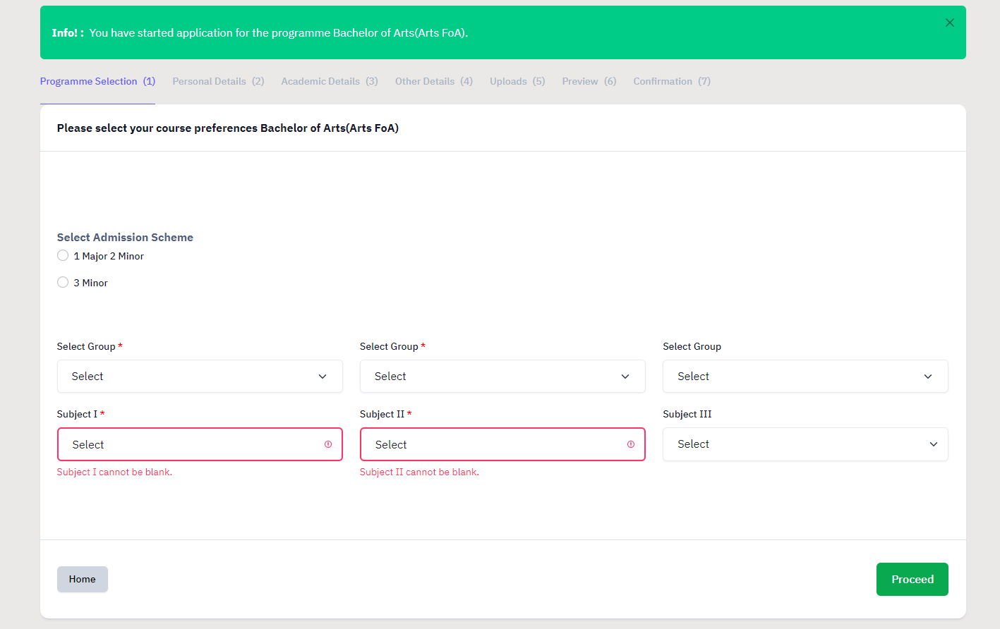 Info! : You have started application for the programme Bachelor of Arts(Arts FoA).
Programme Selection (1) Personal Details (2) Academic Details (3) Other Details (4) Uploads (5) Preview (6) Confirmation (7)
Please select your course preferences Bachelor of Arts(Arts FoA)
Select Admission Scheme
1 Major 2 Minor
3 Minor
Select Group * Select Group * Select Group
Select Select Select
Subject I * Subject II * Subject III
Select Select Select
Subject I cannot be blank. Subject II cannot be blank.
Home Proceed